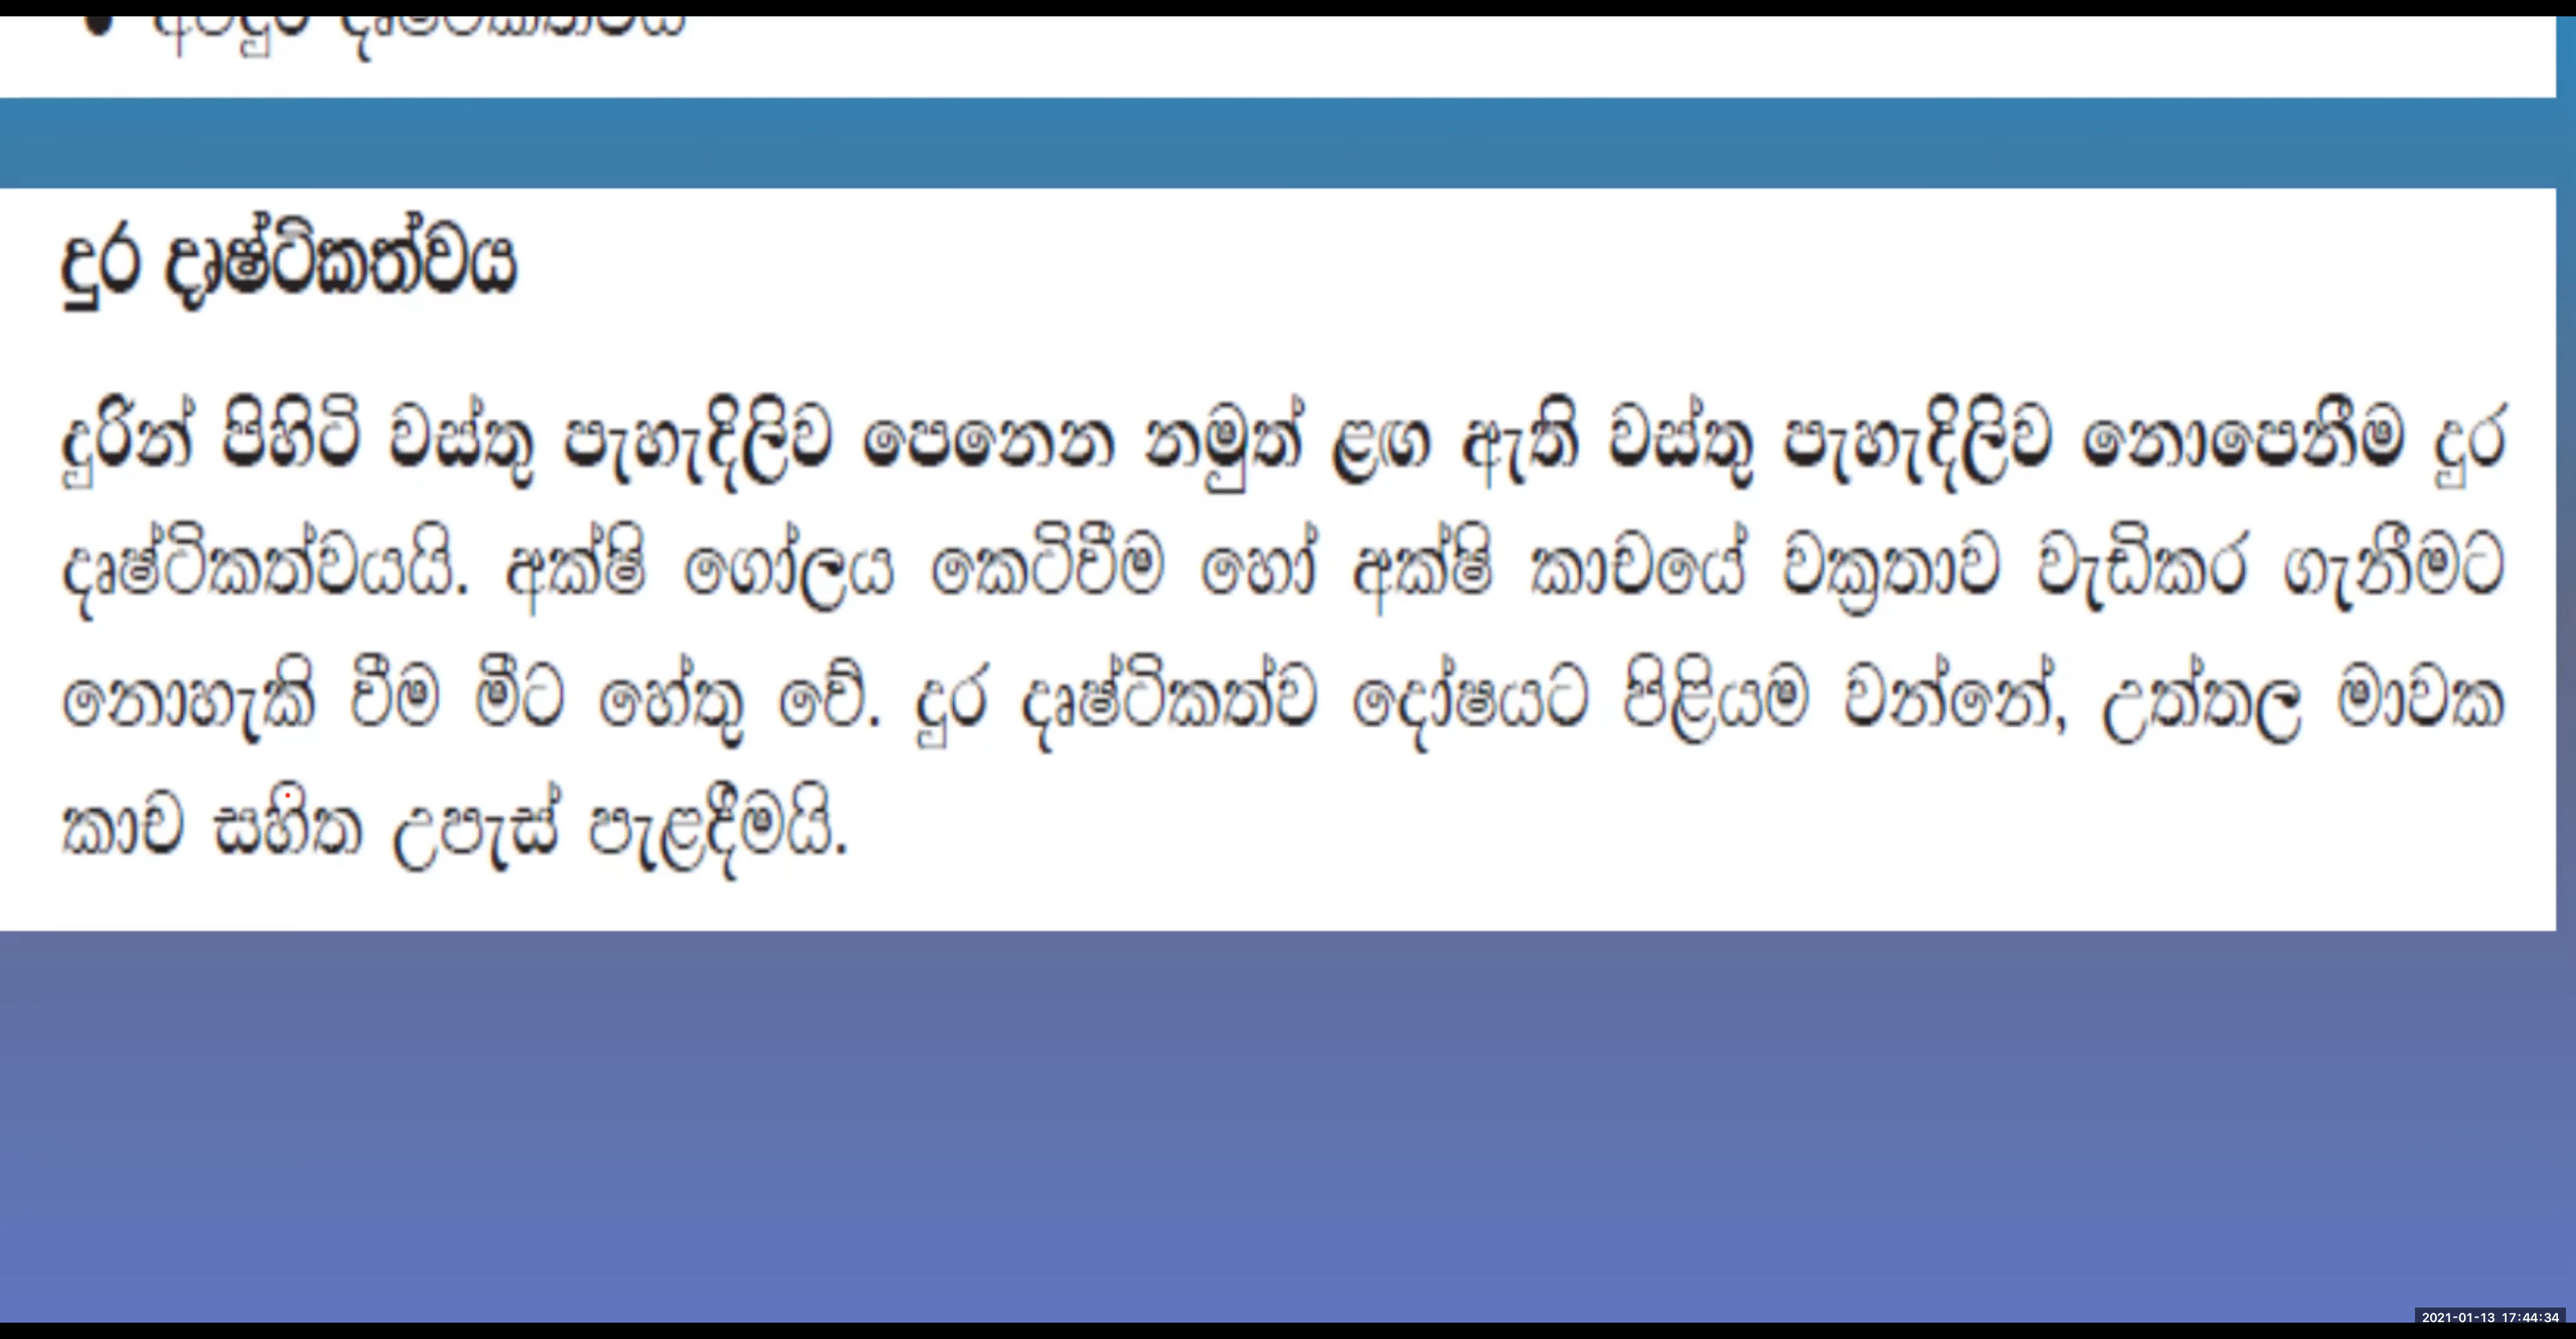 දුර දෘෂ්ටිකත්වය
දුරින් පිහිටි වස්තු පැහැදිලිව පෙනෙන නමුත් ළඟ ඇති වස්තු පැහැදිලිව නොපෙනීම දුර
දෘෂ්ටිකත්වයයි. අක්ෂි ගෝලය කෙටිවීම හෝ අක්ෂි කාචයේ වක්‍රතාව වැඩිකර ගැනීමට
නොහැකි වීම මීට හේතු වේ. දුර දෘෂ්ටිකත්ව දෝෂයට පිළියම වන්නේ, උත්තල මාවක
කාච සහිත උපැස් පැළඳීමයි.
2021-01-13 17:44:34